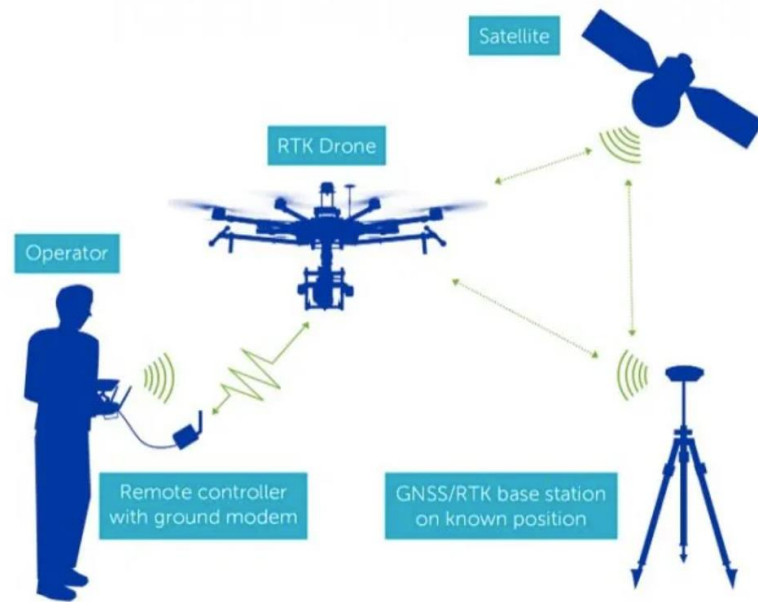 Satellite
RTK Drone
Operator
Remote controller
with ground modem
GNSS/RTK base station
on known position